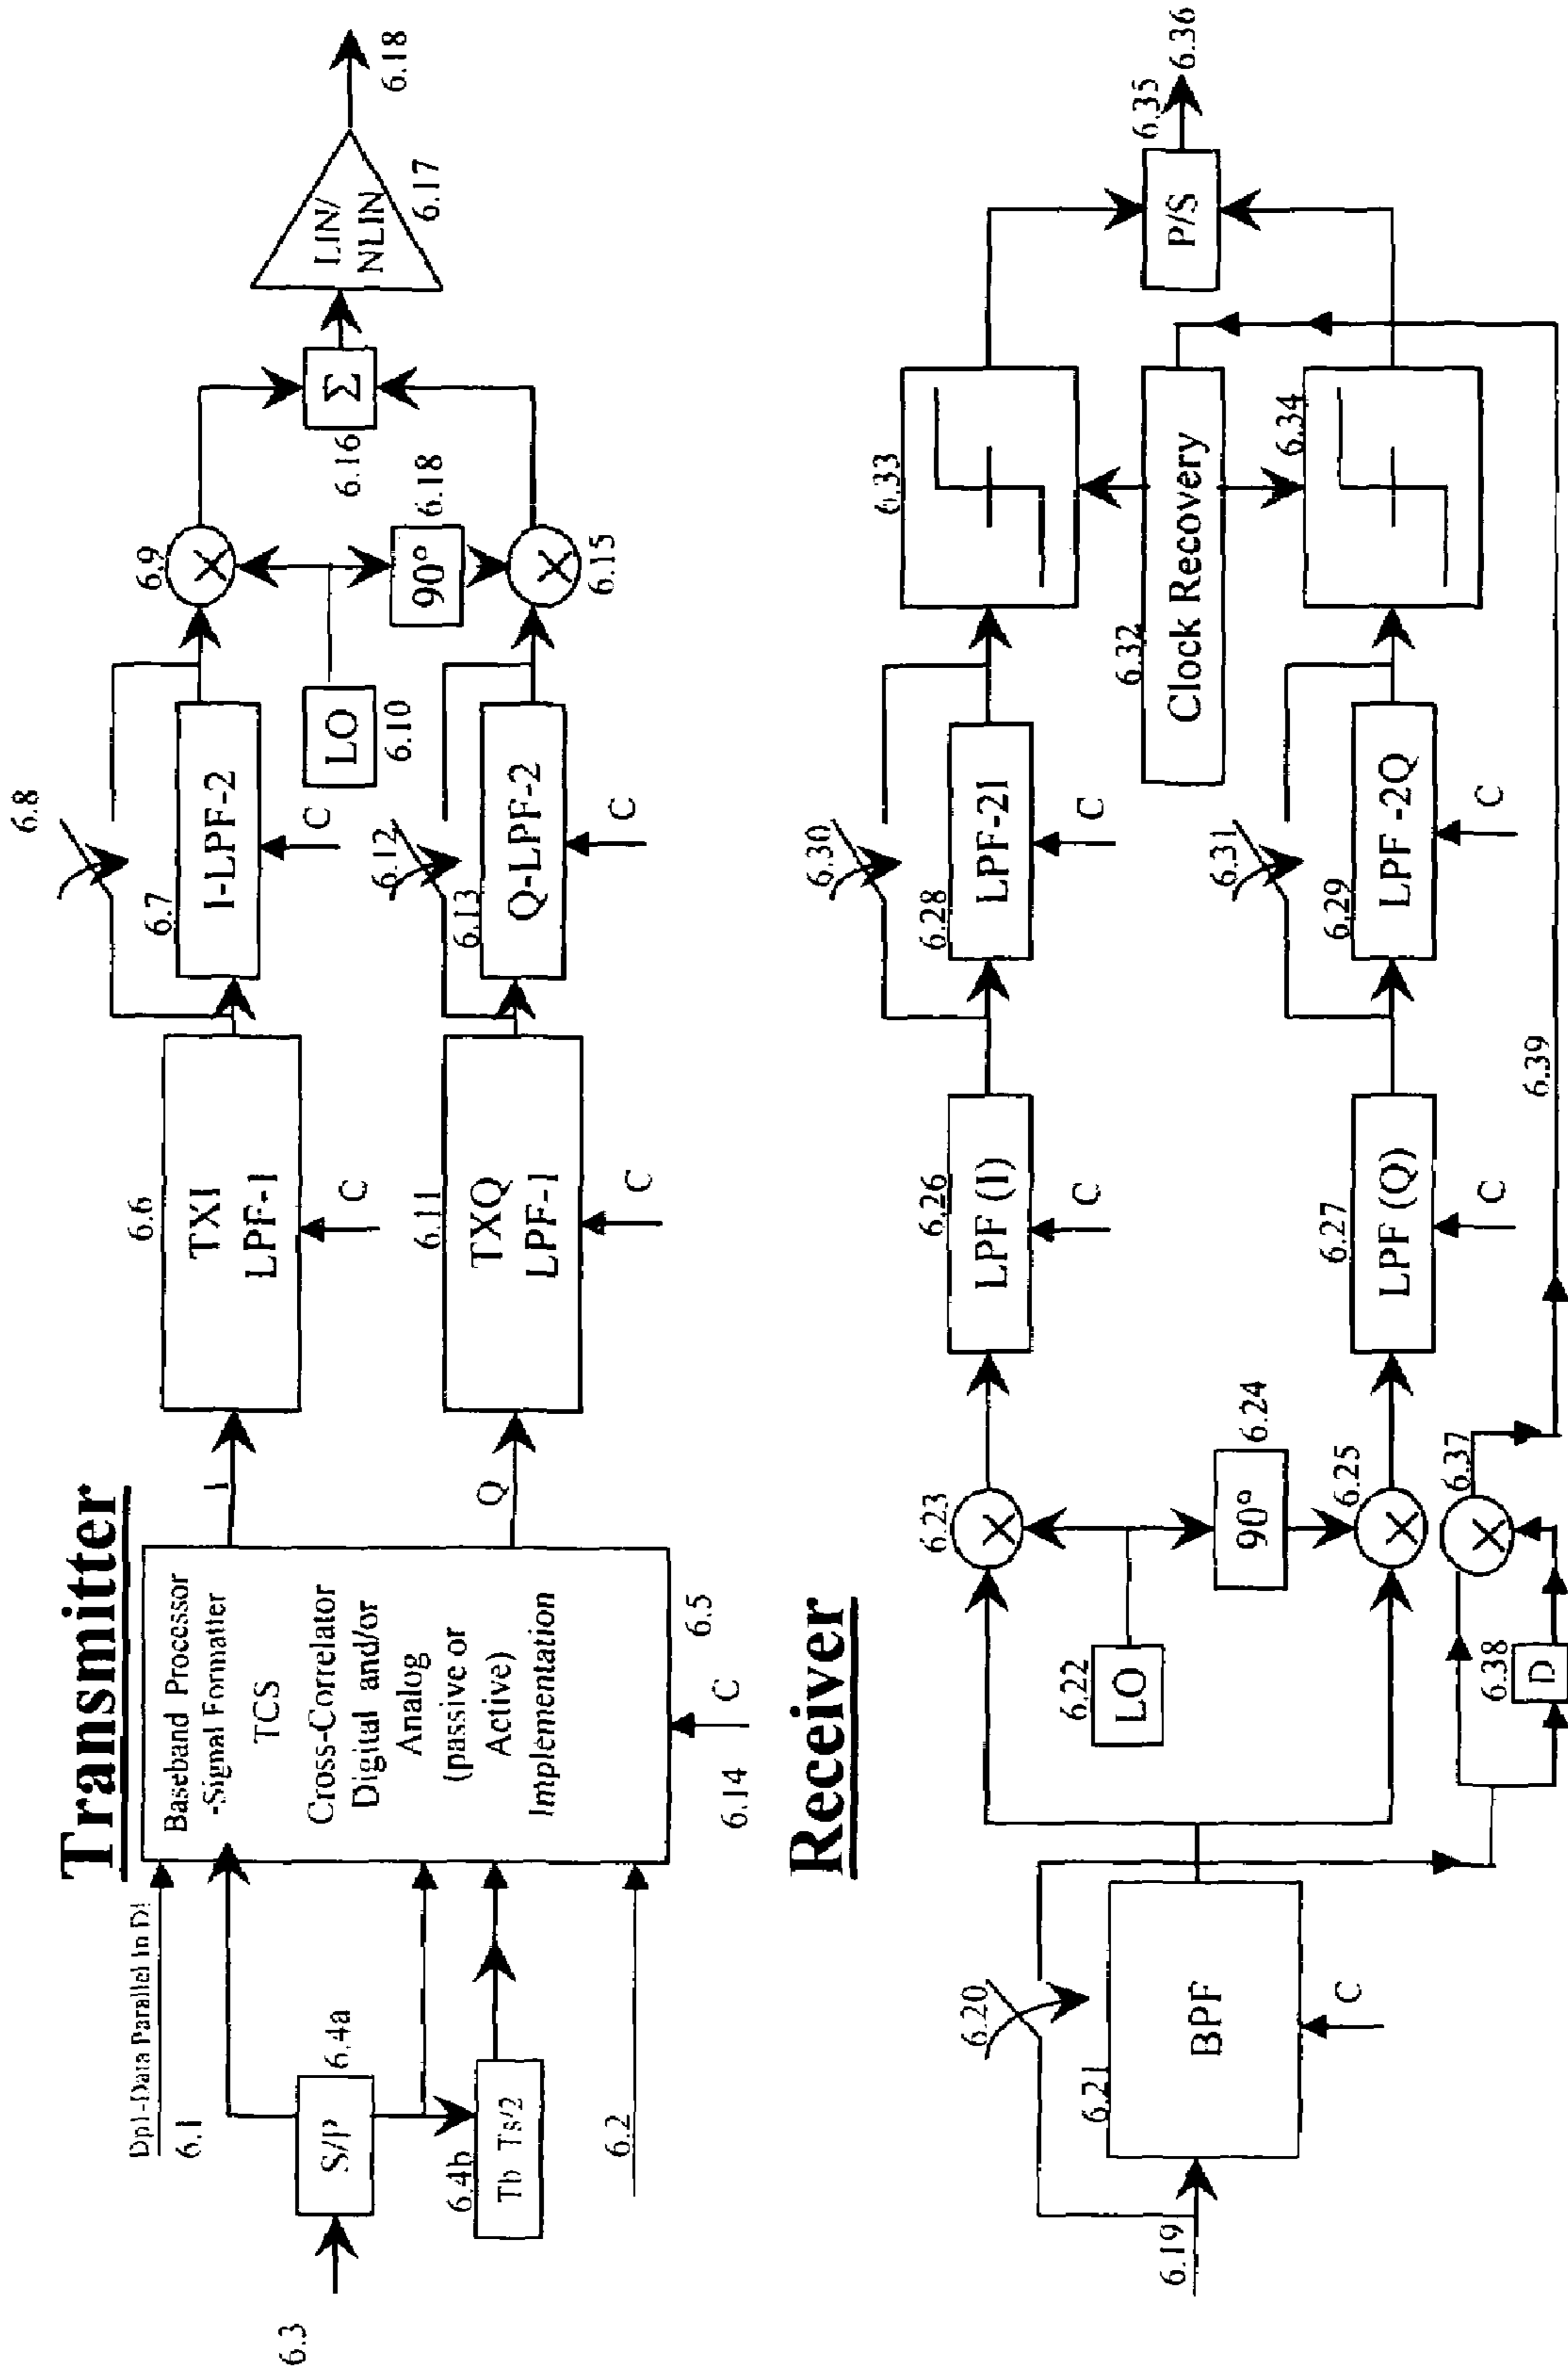 Transmitter
Dp1-Data Parallel in D!
6.1
6.3
S/P
6.4a
6.4b
Tb Ts/2
6.2
Baseband Processor
-Signal Formatter
TCS
Cross-Correlator
Digital and/or
Analog
(passive or
Active)
Implementation
6.5
C
6.14
I
Q
6.6
TXI
LPF-1
C
6.11
TXQ
LPF-1
C
6.8
6.7
I-LPF-2
C
6.12
6.13
Q-LPF-2
C
LO
6.10
6.9
90°
6.18
6.15
Σ
6.16
LIN/
NLIN
6.17
6.18
Receiver
6.19
6.20
6.21
BPF
C
6.22
LO
6.23
90°
6.24
6.25
6.37
6.38
D
6.39
6.26
LPF (I)
C
6.27
LPF (Q)
C
6.30
6.28
LPF-2I
C
6.31
6.29
LPF-2Q
C
6.32
Clock Recovery
6.33
6.34
P/S
6.35
6.36